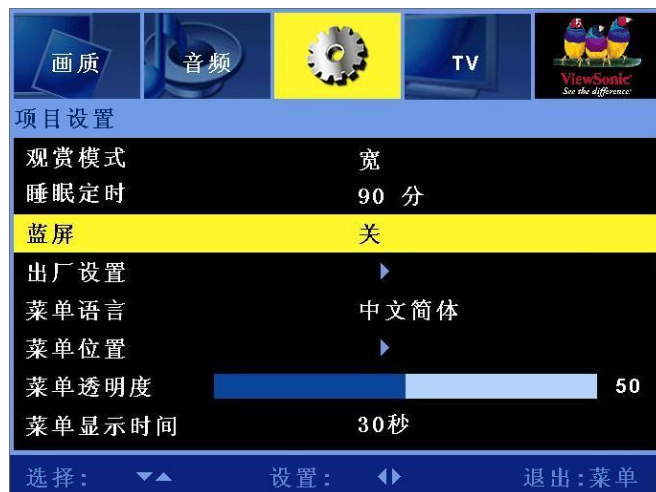 画质 音频 TV ViewSonic®
See the difference™
项目设置
观赏模式 宽
睡眠定时 90 分
蓝屏 关
出厂设置
菜单语言 中文简体
菜单位置
菜单透明度 50
菜单显示时间 30秒
选择: 设置: 退出:菜单